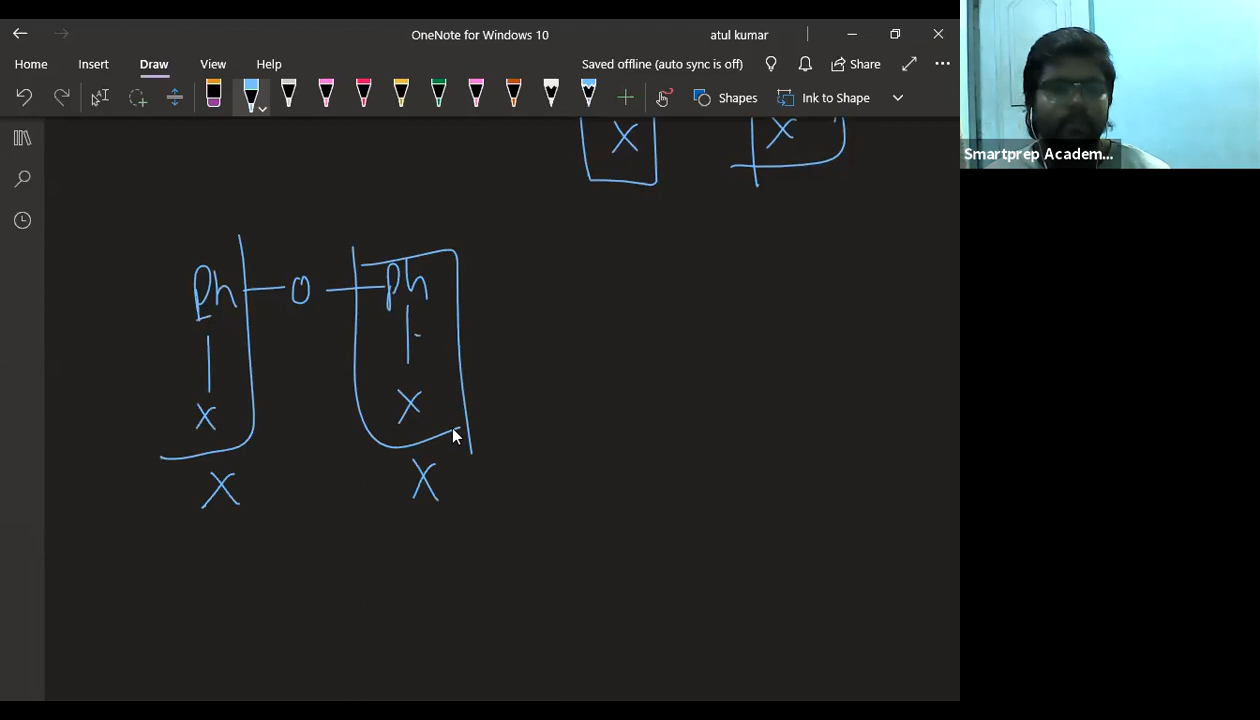 OneNote for Windows 10
atul kumar
Home Insert Draw View Help
Saved offline (auto sync is off)
Share
Shapes
Ink to Shape
Smartprep Academ...
X X
Ph — O — Ph
X X
X X